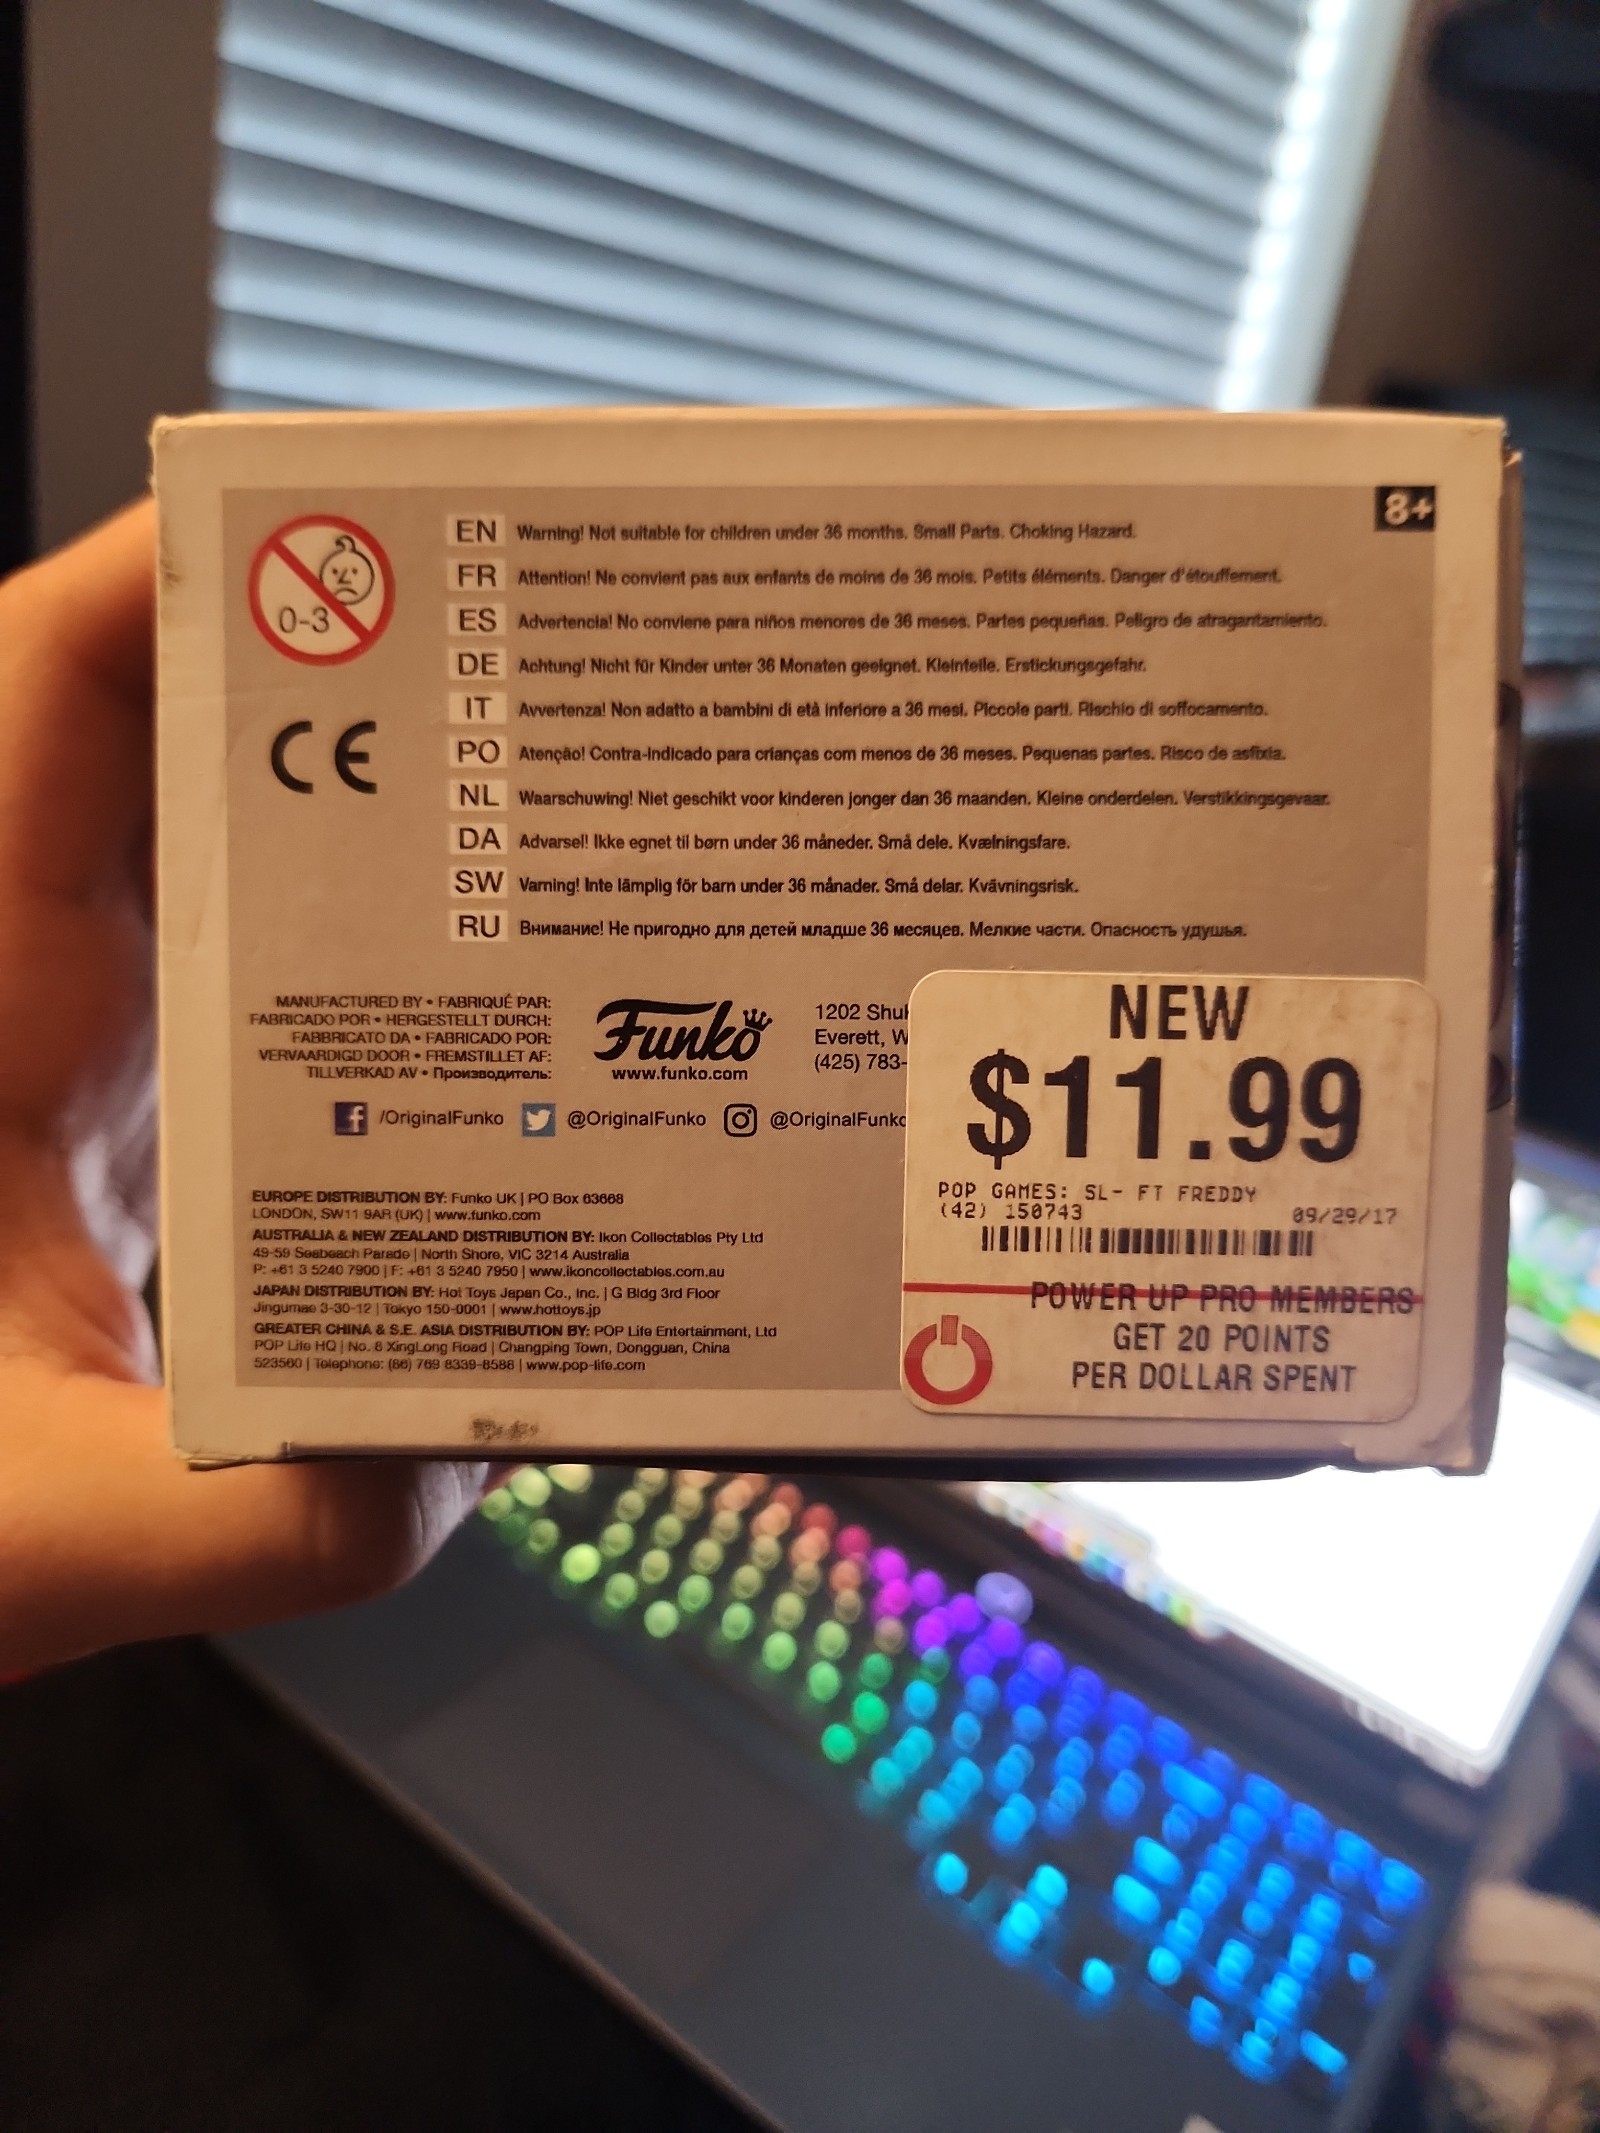 8+
0-3
CE
EN Warning! Not suitable for children under 36 months. Small Parts. Choking Hazard.
FR Attention! Ne convient pas aux enfants de moins de 36 mois. Petits éléments. Danger d'étouffement.
ES Advertencia! No conviene para niños menores de 36 meses. Partes pequeñas. Peligro de atragantamiento.
DE Achtung! Nicht für Kinder unter 36 Monaten geeignet. Kleinteile. Erstickungsgefahr.
IT Avvertenza! Non adatto a bambini di età inferiore a 36 mesi. Piccole parti. Rischio di soffocamento.
PO Atenção! Contra-indicado para crianças com menos de 36 meses. Pequenas partes. Risco de asfixia.
NL Waarschuwing! Niet geschikt voor kinderen jonger dan 36 maanden. Kleine onderdelen. Verstikkingsgevaar.
DA Advarsel! Ikke egnet til børn under 36 måneder. Små dele. Kvælningsfare.
SW Varning! Inte lämplig för barn under 36 månader. Små delar. Kvävningsrisk.
RU Внимание! Не пригодно для детей младше 36 месяцев. Мелкие части. Опасность удушья.
MANUFACTURED BY • FABRIQUÉ PAR:
FABRICADO POR • HERGESTELLT DURCH:
FABBRICATO DA • FABRICADO POR:
VERVAARDIGD DOOR • FREMSTILLET AF:
TILLVERKAD AV • Производитель:
Funko
www.funko.com
1202 Shu
Everett, W
(425) 783-
/OriginalFunko @OriginalFunko @OriginalFunko
EUROPE DISTRIBUTION BY: Funko UK | PO Box 63668
LONDON, SW11 9AR (UK) | www.funko.com
AUSTRALIA & NEW ZEALAND DISTRIBUTION BY: Ikon Collectables Pty Ltd
49-59 Seabeach Parade | North Shore, VIC 3214 Australia
P: +61 3 5240 7900 | F: +61 3 5240 7950 | www.ikoncollectables.com.au
JAPAN DISTRIBUTION BY: Hot Toys Japan Co., Inc. | G Bldg 3rd Floor
Jingumae 3-30-12 | Tokyo 150-0001 | www.hottoys.jp
GREATER CHINA & S.E. ASIA DISTRIBUTION BY: POP Life Entertainment, Ltd
POP Life HQ | No. 8 XingLong Road | Changping Town, Dongguan, China
523560 | Telephone: (86) 769 8339-8586 | www.pop-life.com
NEW
$11.99
POP GAMES: SL- FT FREDDY
(42) 150743 09/29/17
POWER UP PRO MEMBERS
GET 20 POINTS
PER DOLLAR SPENT